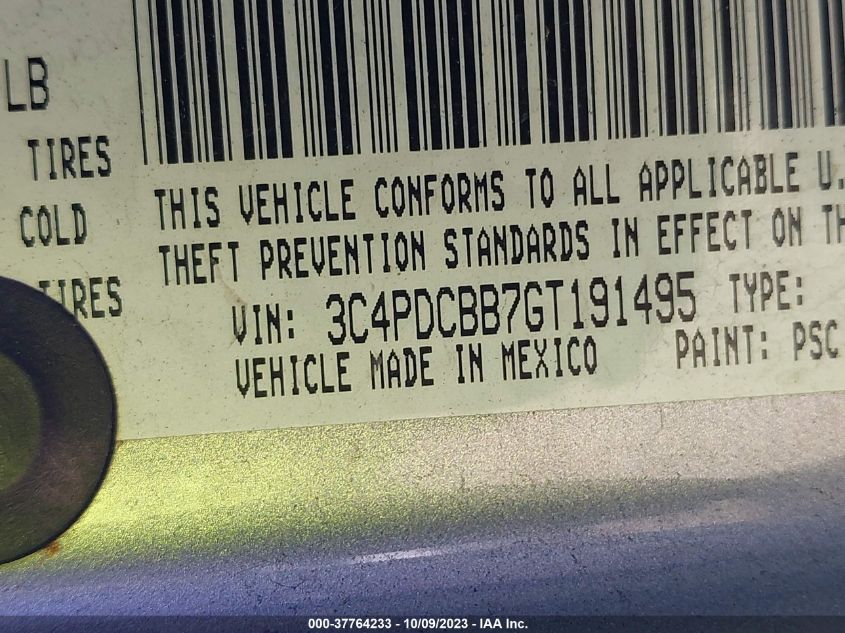 LB
TIRES
COLD
TIRES
THIS VEHICLE CONFORMS TO ALL APPLICABLE U.
THEFT PREVENTION STANDARDS IN EFFECT ON TH
VIN: 3C4PDCBB7GT191495 TYPE:
VEHICLE MADE IN MEXICO PAINT: PSC
000-37764233 - 10/09/2023 - IAA Inc.